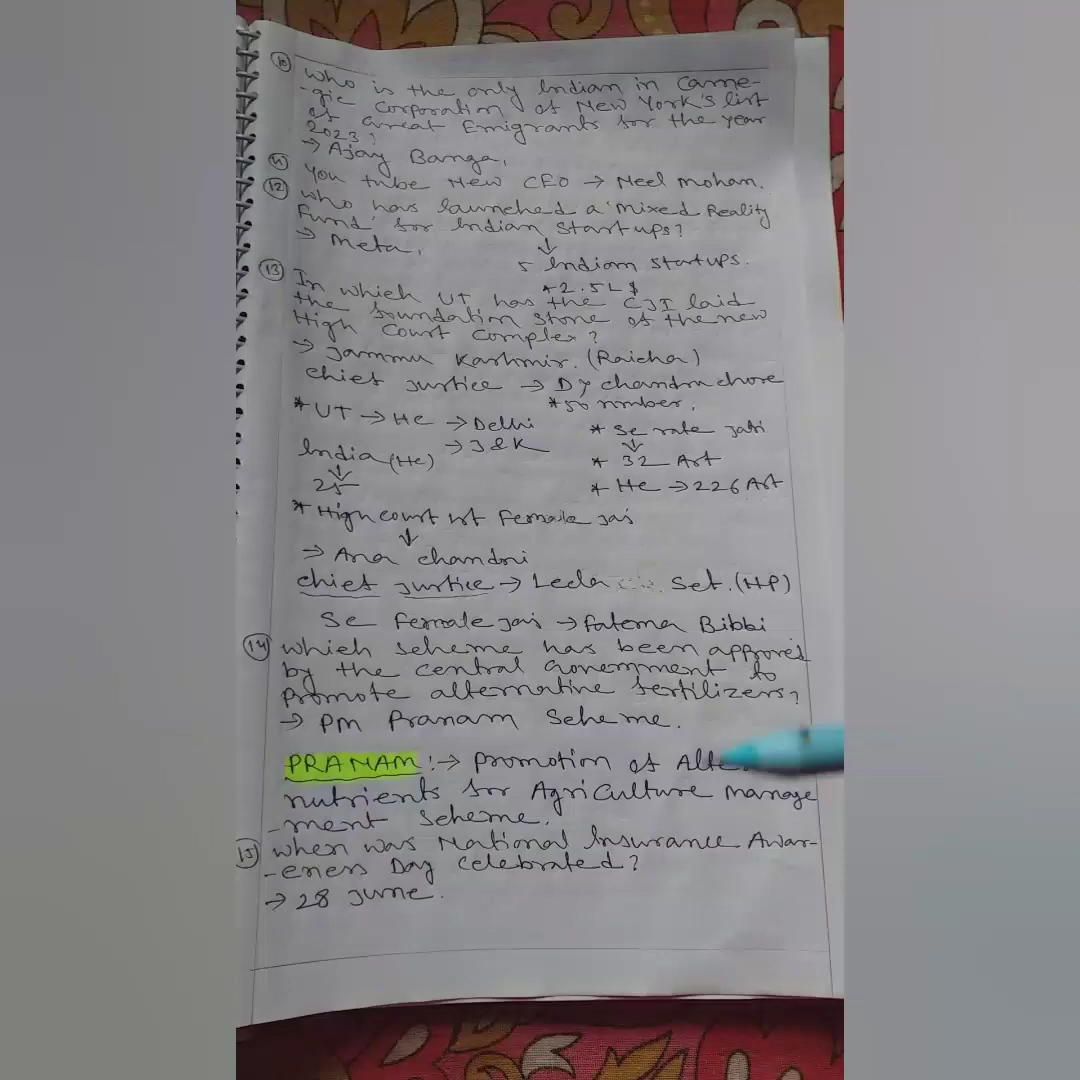 10 Who is the only Indian in Carne-
-gie Corporation of New York's list
of Great Emigrants for the year
2023?
→ Ajay Banga.
11 You tube New CEO → Neel Mohan.
12 Who has launched a 'Mixed Reality
Fund' for Indian Startups?
→ Meta.
↓
5 Indian Startups.
* 2.5L $
13 In which UT has the CJI laid
the foundation stone of the new
High Court Complex?
→ Jammu Kashmir. (Raicha)
Chief Justice → Dy chandra chore
* 50 number.
* UT → Hc → Delhi
→ J & K
India (Hc)
↓
25
* Sc rate jari
↓
* 32 Art
* Hc → 226 Art
* High court 1st Female jas
↓
→ Ana chandni
Chief Justice → Leela Set. (HP)
Sc Female jas → Fatema Bibbi
14 which scheme has been approved
by the central Government to
Promote alternative fertilizers?
→ PM Pranam Scheme.
PRANAM :→ Promotion of Alte
nutrients for Agriculture manage
-ment Scheme.
15 When was National Insurance Awar-
-eness Day celebrated?
→ 28 June.